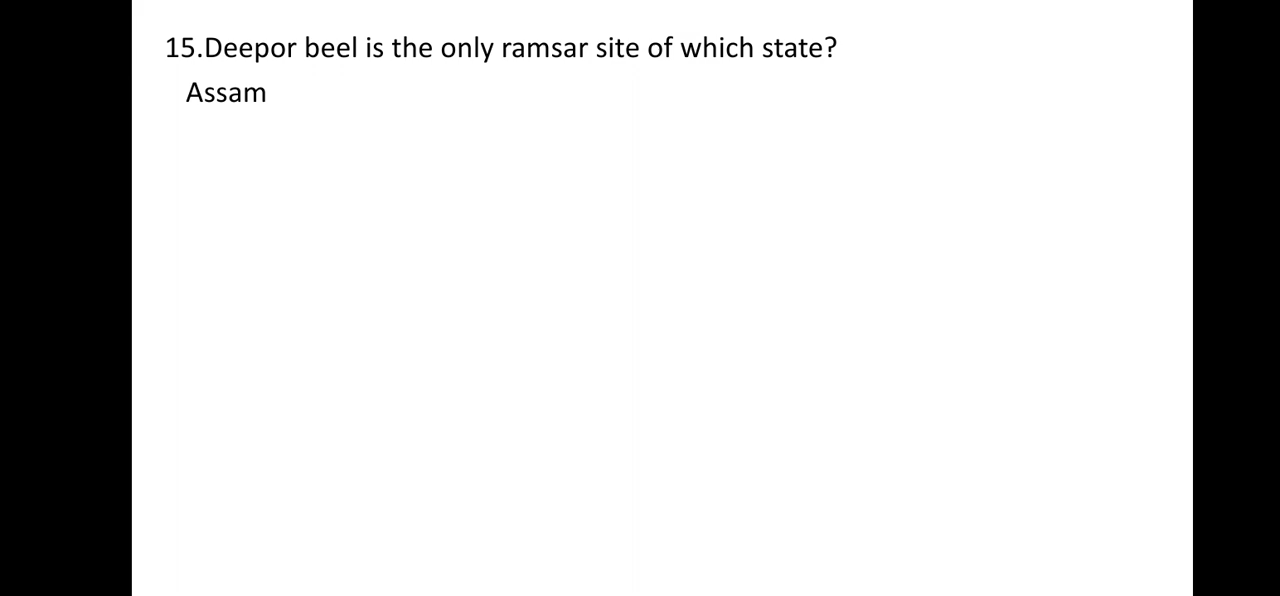 15.Deepor beel is the only ramsar site of which state?
Assam